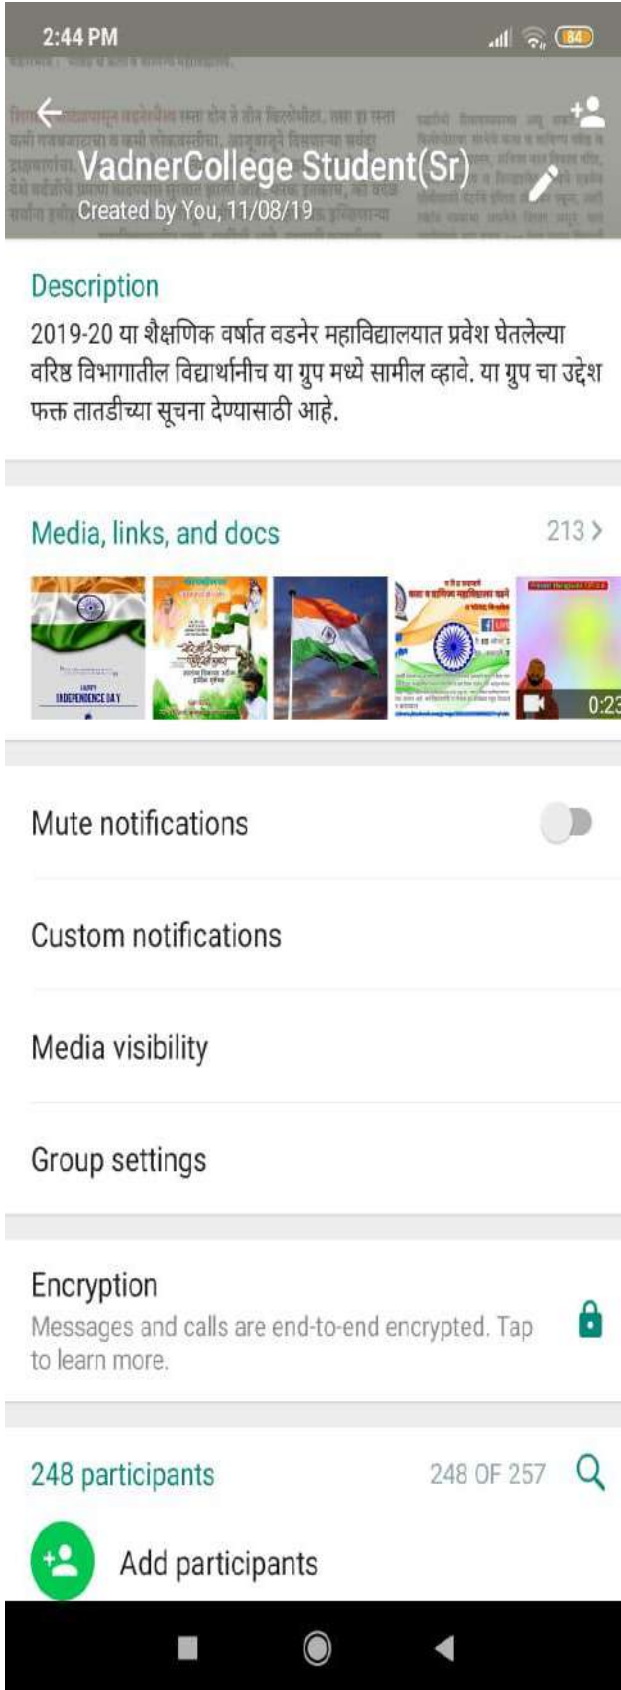 2:44 PM
84
VadnerCollege Student(Sr)
Created by You, 11/08/19
Description
2019-20 या शैक्षणिक वर्षात वडनेर महाविद्यालयात प्रवेश घेतलेल्या
वरिष्ठ विभागातील विद्यार्थानीच या ग्रुप मध्ये सामील व्हावे. या ग्रुप चा उद्देश
फक्त तातडीच्या सूचना देण्यासाठी आहे.
Media, links, and docs
213 >
HAPPY
INDEPENDENCE DAY
LIVE
0:23
Mute notifications
Custom notifications
Media visibility
Group settings
Encryption
Messages and calls are end-to-end encrypted. Tap
to learn more.
248 participants
248 OF 257
Add participants